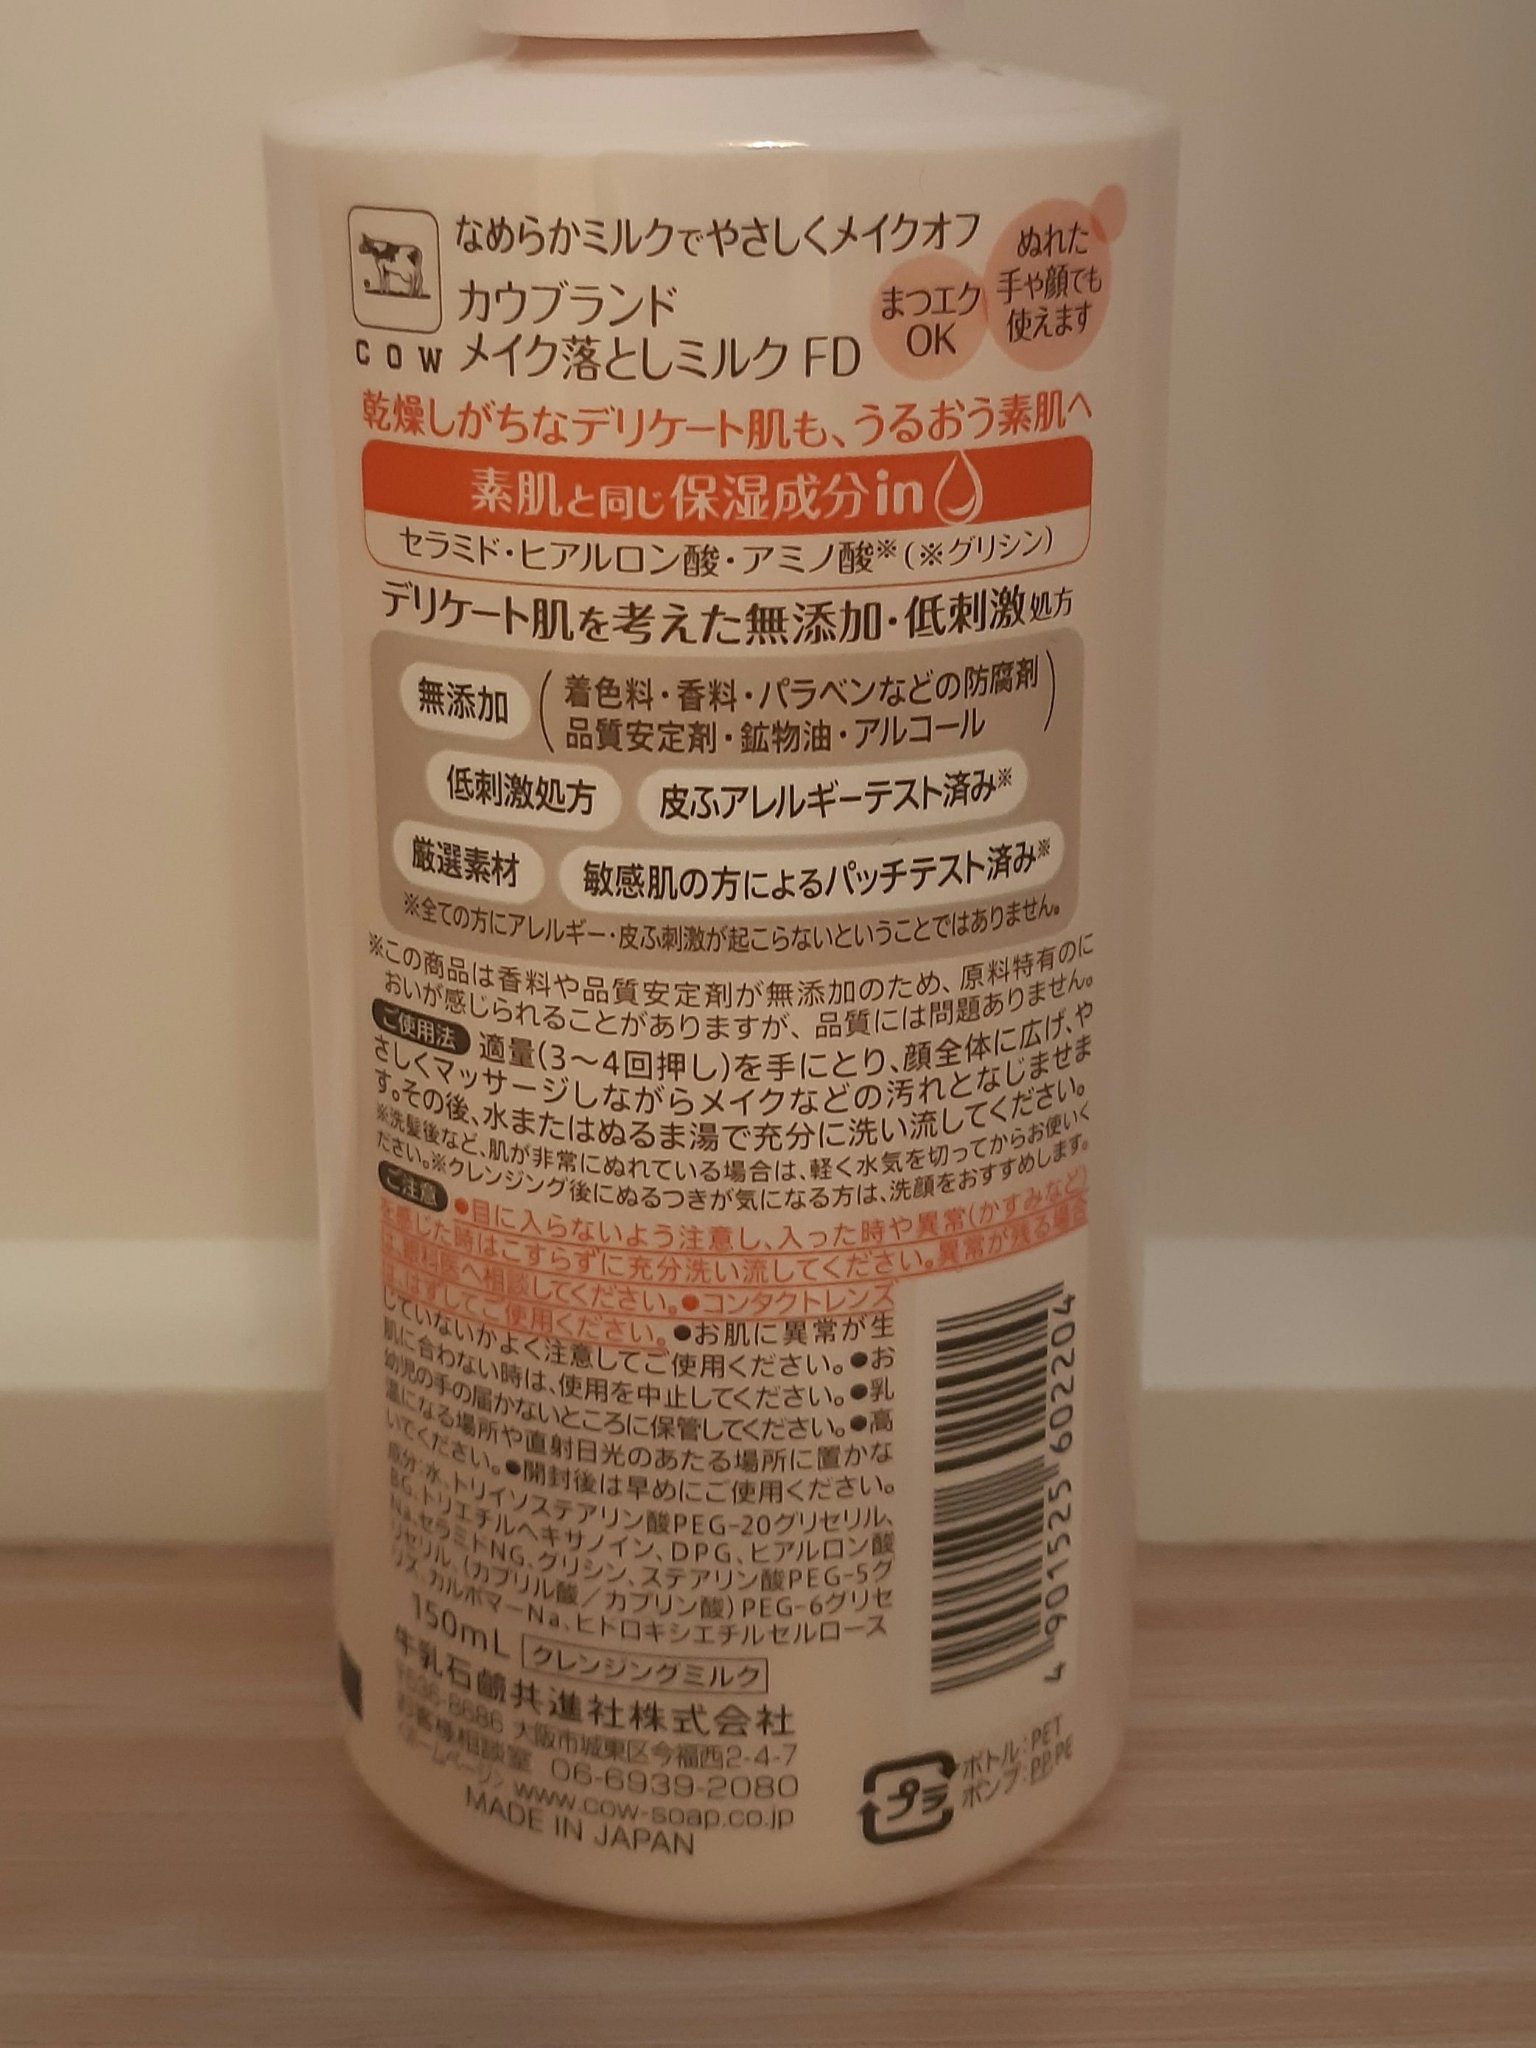 なめらかミルクでやさしくメイクオフ
カウブランド
メイク落としミルク FD
COW
まつエク
OK
ぬれた
手や顔でも
使えます
乾燥しがちなデリケート肌も、うるおう素肌へ
素肌と同じ保湿成分in
セラミド・ヒアルロン酸・アミノ酸※(※グリシン)
デリケート肌を考えた無添加・低刺激処方
無添加
(着色料・香料・パラベンなどの防腐剤
品質安定剤・鉱物油・アルコール)
低刺激処方
皮ふアレルギーテスト済み※
厳選素材
敏感肌の方によるパッチテスト済み※
※全ての方にアレルギー・皮ふ刺激が起こらないということではありません。
※この商品は香料や品質安定剤が無添加のため、原料特有のに
おいが感じられることがありますが、品質には問題ありません。
ご使用法 適量(3〜4回押し)を手にとり、顔全体に広げ、や
さしくマッサージしながらメイクなどの汚れとなじませま
す。その後、水またはぬるま湯で充分に洗い流してください。
※洗髪後など、肌が非常にぬれている場合は、軽く水気を切ってからお使いく
ださい。※クレンジング後にぬるつきが気になる方は、洗顔をおすすめします。
ご注意 ●目に入らないよう注意し、入った時や異常(かすみなど)
を感じた時はこすらずに充分洗い流してください。異常が残る場合
は、眼科医へ相談してください。●コンタクトレンズ
は、はずしてご使用ください。●お肌に異常が生
じていないかよく注意してご使用ください。●お
肌に合わない時は、使用を中止してください。●乳
幼児の手の届かないところに保管してください。●高
温になる場所や直射日光のあたる場所に置かな
いでください。●開封後は早めにご使用ください。
成分:水、トリイソステアリン酸PEG-20グリセリル、
BG、トリエチルヘキサノイン、DPG、ヒアルロン酸
Na、セラミドNG、グリシン、ステアリン酸PEG-5グ
リセリル、(カプリル酸/カプリン酸)PEG-6グリセ
リズ、カルボマーNa、ヒドロキシエチルセルロース
150mL クレンジングミルク
牛乳石鹸共進社株式会社
〒536-8686 大阪市城東区今福西2-4-7
お客様相談室 06-6939-2080
〈ホームページ〉www.cow-soap.co.jp
MADE IN JAPAN
4 901525 602204
プラ
ボトル:PET
ポンプ:PP,PE